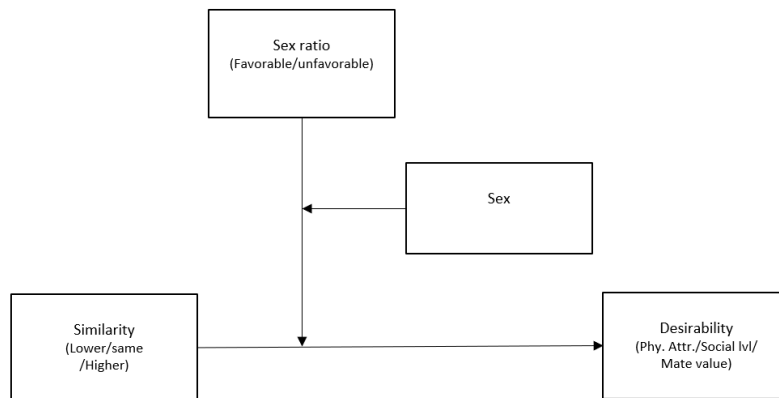 Sex ratio
(Favorable/unfavorable)
Sex
Similarity
(Lower/same
/Higher)
Desirability
(Phy. Attr./Social lvl/
Mate value)